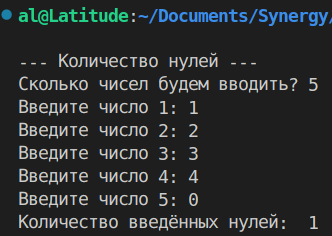 al@Latitude:~/Documents/Synergy/
--- Количество нулей ---
Сколько чисел будем вводить? 5
Введите число 1: 1
Введите число 2: 2
Введите число 3: 3
Введите число 4: 4
Введите число 5: 0
Количество введённых нулей:  1